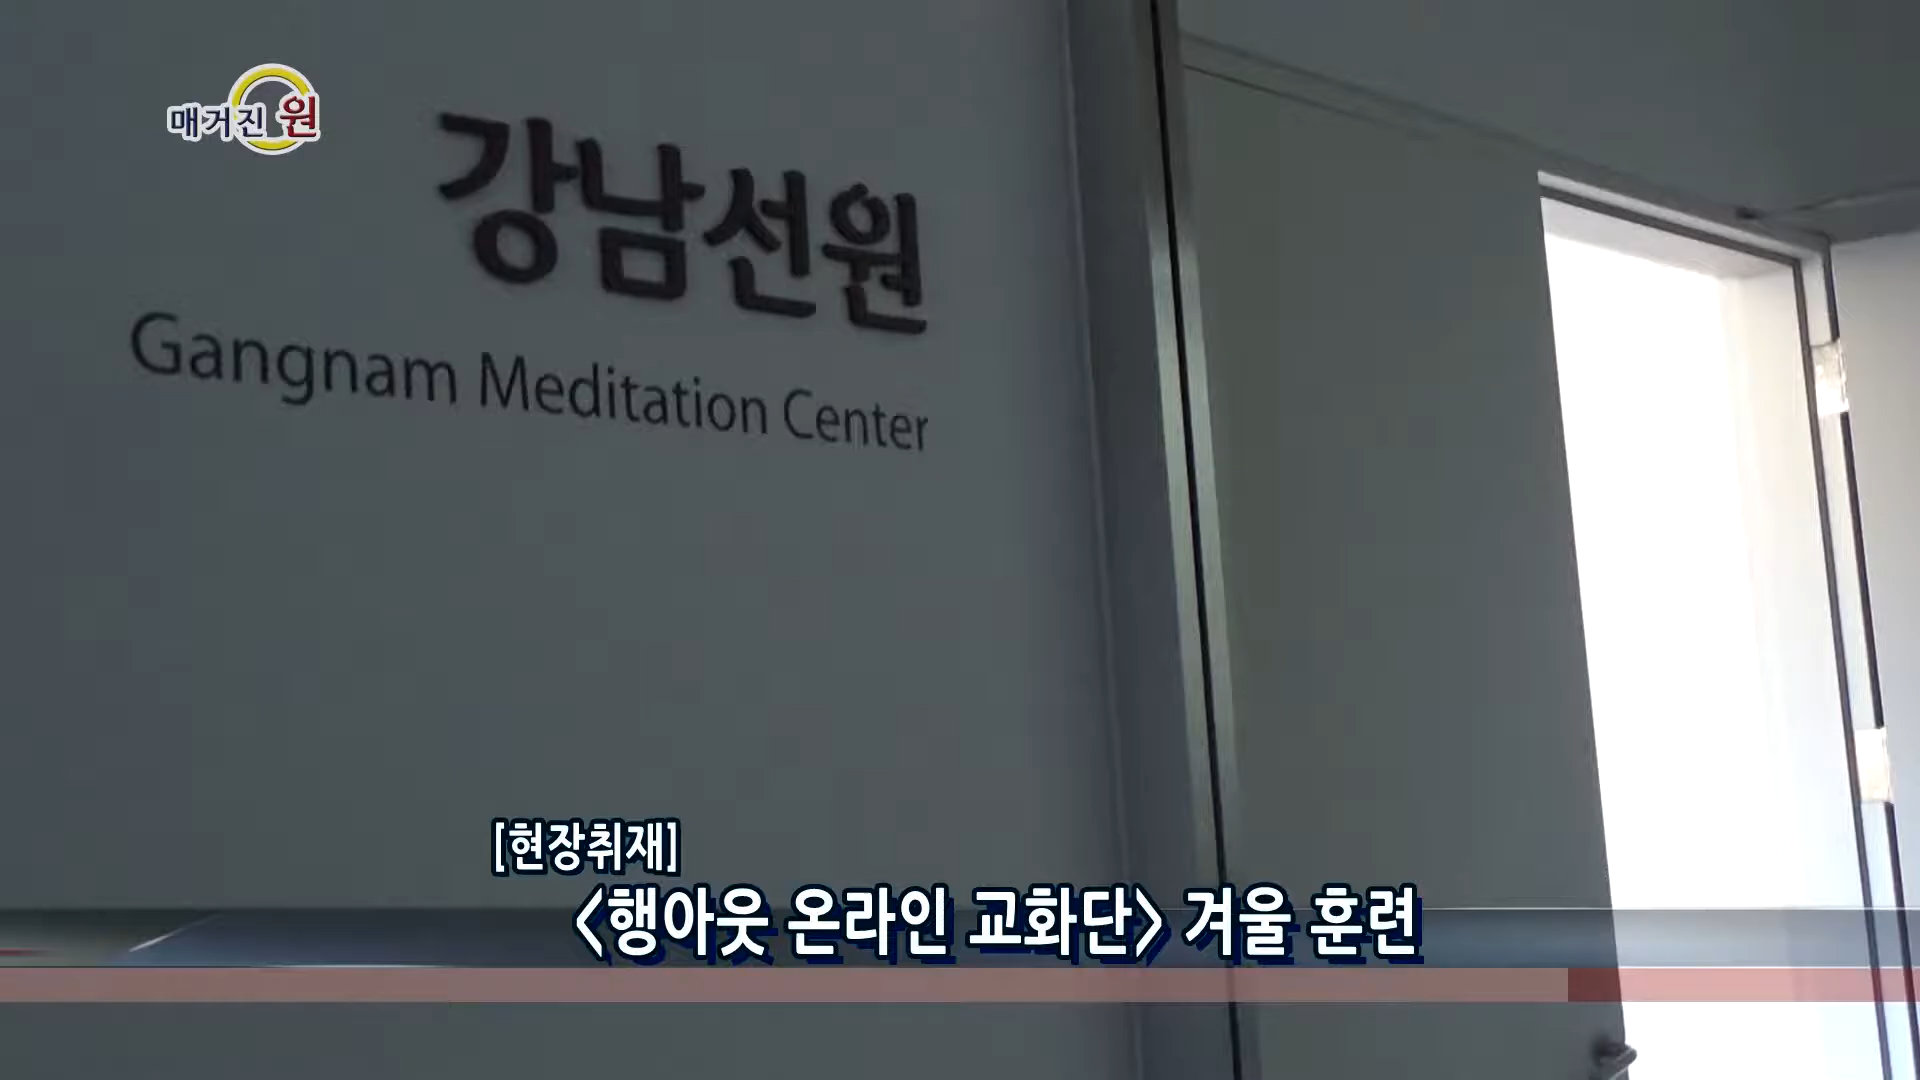 매거진 원
강남선원
Gangnam Meditation Center
[현장취재]
<행아웃 온라인 교화단> 겨울 훈련